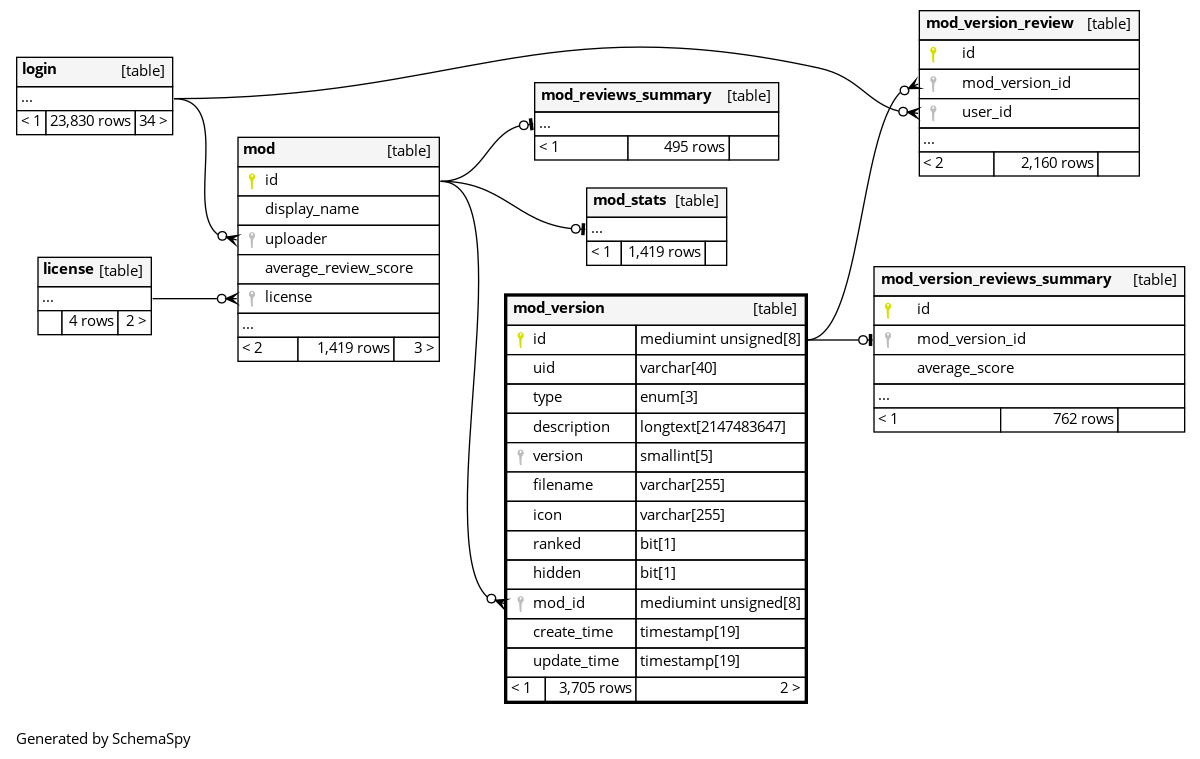 login [table]
...
< 1 23,830 rows 34 >
license [table]
...
4 rows 2 >
mod [table]
id
display_name
uploader
average_review_score
license
...
< 2 1,419 rows 3 >
mod_reviews_summary [table]
...
< 1 495 rows
mod_stats [table]
...
< 1 1,419 rows
mod_version [table]
id mediumint unsigned[8]
uid varchar[40]
type enum[3]
description longtext[2147483647]
version smallint[5]
filename varchar[255]
icon varchar[255]
ranked bit[1]
hidden bit[1]
mod_id mediumint unsigned[8]
create_time timestamp[19]
update_time timestamp[19]
< 1 3,705 rows 2 >
mod_version_review [table]
id
mod_version_id
user_id
...
< 2 2,160 rows
mod_version_reviews_summary [table]
id
mod_version_id
average_score
...
< 1 762 rows
Generated by SchemaSpy